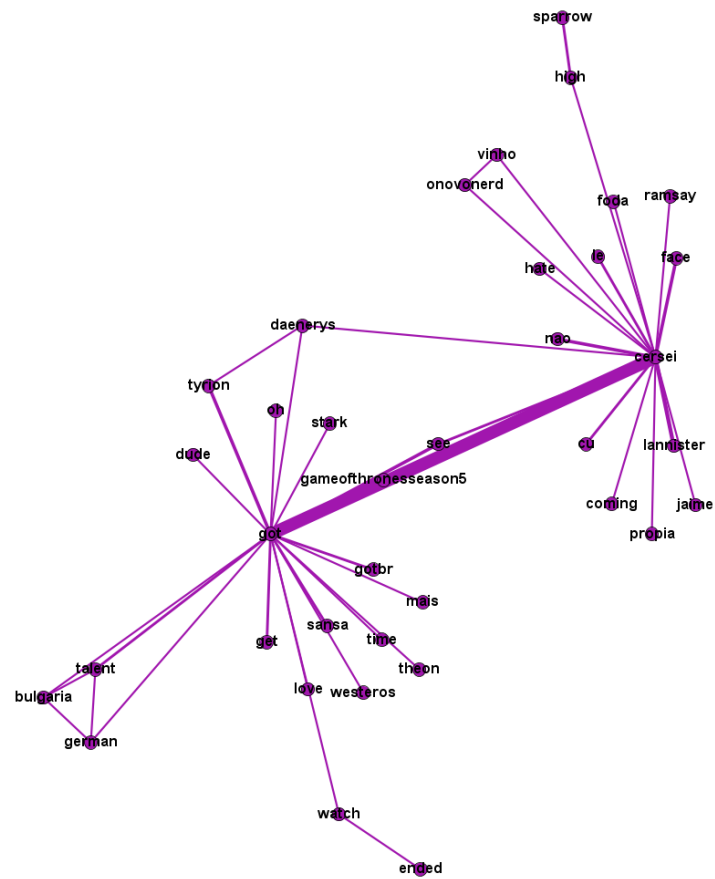 sparrow
high
vinho
onovonerd
foda
ramsay
le
face
hate
daenerys
nao
cersei
tyrion
oh
stark
see
cu
lannister
dude
gameofthronesseason5
coming
jaime
got
propia
gotbr
mais
sansa
get
time
talent
theon
bulgaria
love
westeros
german
watch
ended